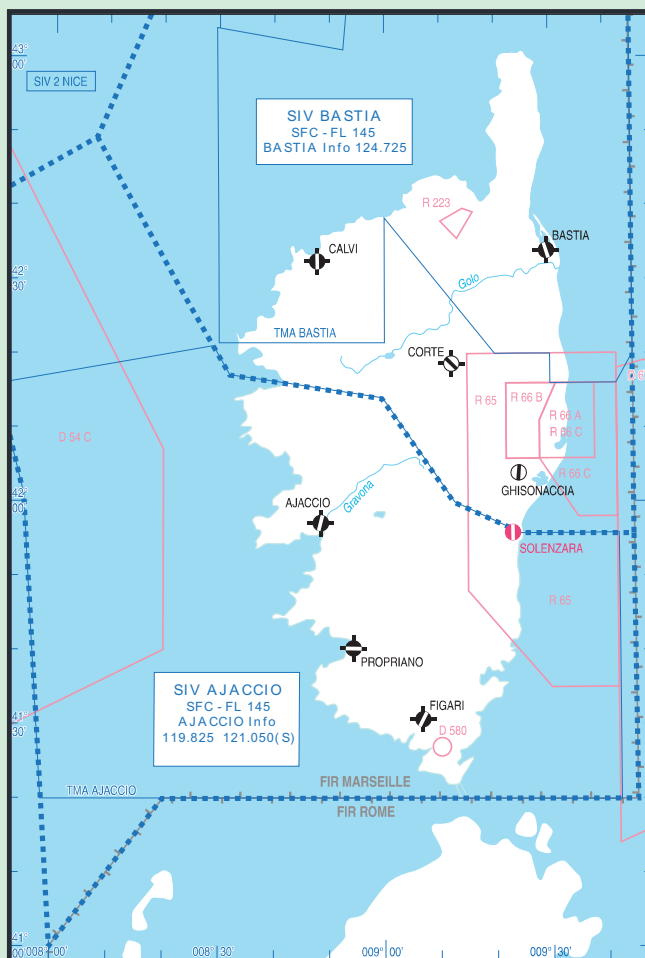 43°
00'
SIV 2 NICE
SIV BASTIA
SFC - FL 145
BASTIA Info 124.725
R 223
BASTIA
CALVI
42°
30'
Golo
TMA BASTIA
CORTE
R 65
R 66 B
R 66 A
R 66 C
D 54 C
R 66 C
GHISONACCIA
42°
00'
AJACCIO
Gravona
SOLENZARA
R 65
PROPRIANO
SIV AJACCIO
SFC - FL 145
AJACCIO Info
119.825 121.050(S)
FIGARI
D 580
41°
30'
TMA AJACCIO
FIR MARSEILLE
FIR ROME
41°
00'
008° 00'
008° 30'
009° 00'
009° 30'